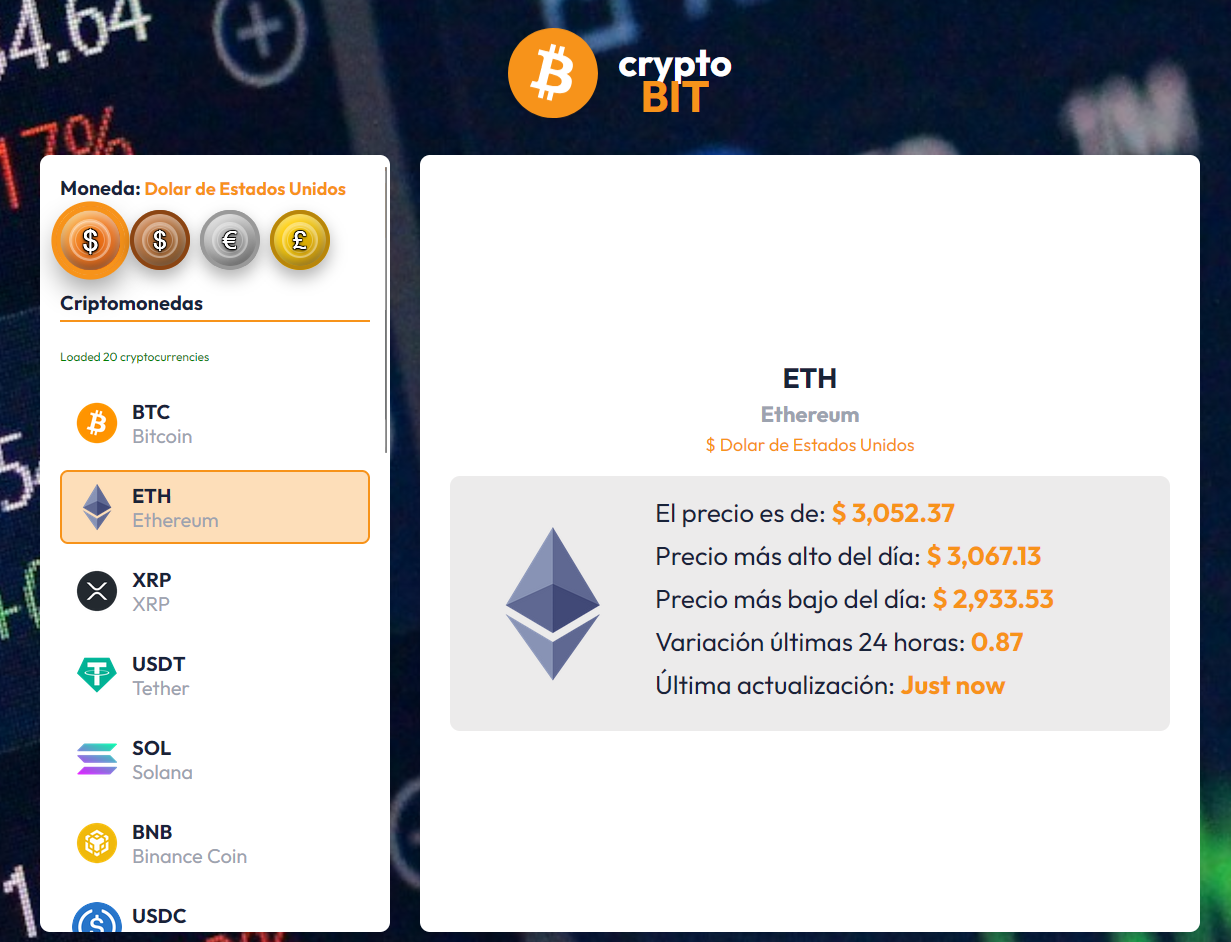 4.64
17%
crypto
BIT
Moneda: Dolar de Estados Unidos
$ $ € £
Criptomonedas
Loaded 20 cryptocurrencies
BTC
Bitcoin
ETH
Ethereum
XRP
XRP
USDT
Tether
SOL
Solana
BNB
Binance Coin
USDC
ETH
Ethereum
$ Dolar de Estados Unidos
El precio es de: $ 3,052.37
Precio más alto del día: $ 3,067.13
Precio más bajo del día: $ 2,933.53
Variación últimas 24 horas: 0.87
Última actualización: Just now